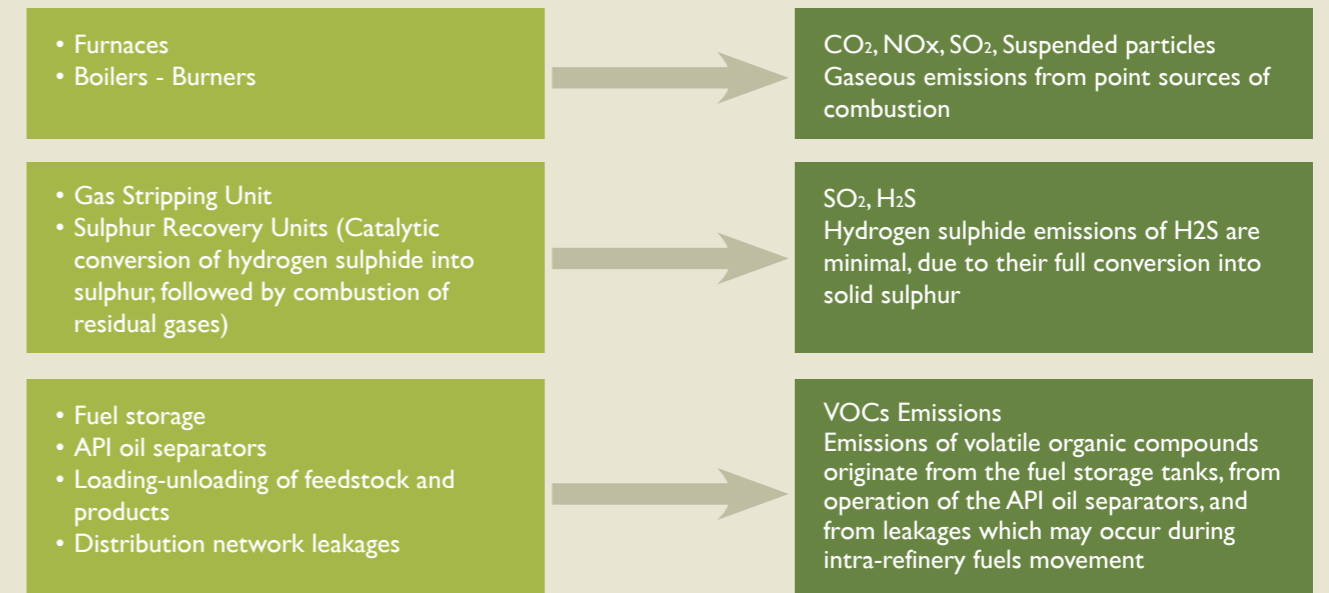 • Furnaces
• Boilers - Burners
CO₂, NOx, SO₂, Suspended particles
Gaseous emissions from point sources of
combustion
• Gas Stripping Unit
• Sulphur Recovery Units (Catalytic
conversion of hydrogen sulphide into
sulphur, followed by combustion of
residual gases)
SO₂, H₂S
Hydrogen sulphide emissions of H2S are
minimal, due to their full conversion into
solid sulphur
• Fuel storage
• API oil separators
• Loading-unloading of feedstock and
products
• Distribution network leakages
VOCs Emissions
Emissions of volatile organic compounds
originate from the fuel storage tanks, from
operation of the API oil separators, and
from leakages which may occur during
intra-refinery fuels movement